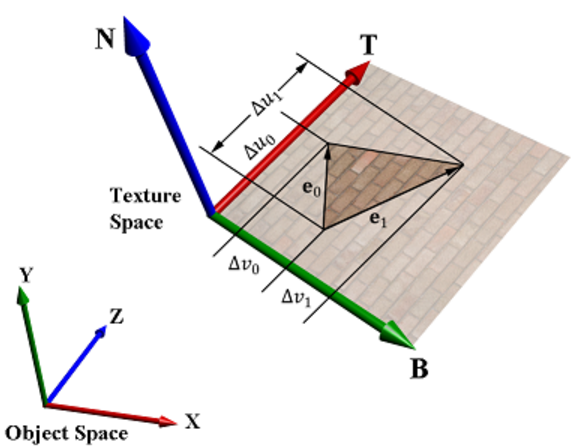 N
T
Δu₁
Δu₀
e₀
e₁
Texture
Space
Δv₀
Δv₁
B
Y
Z
X
Object Space